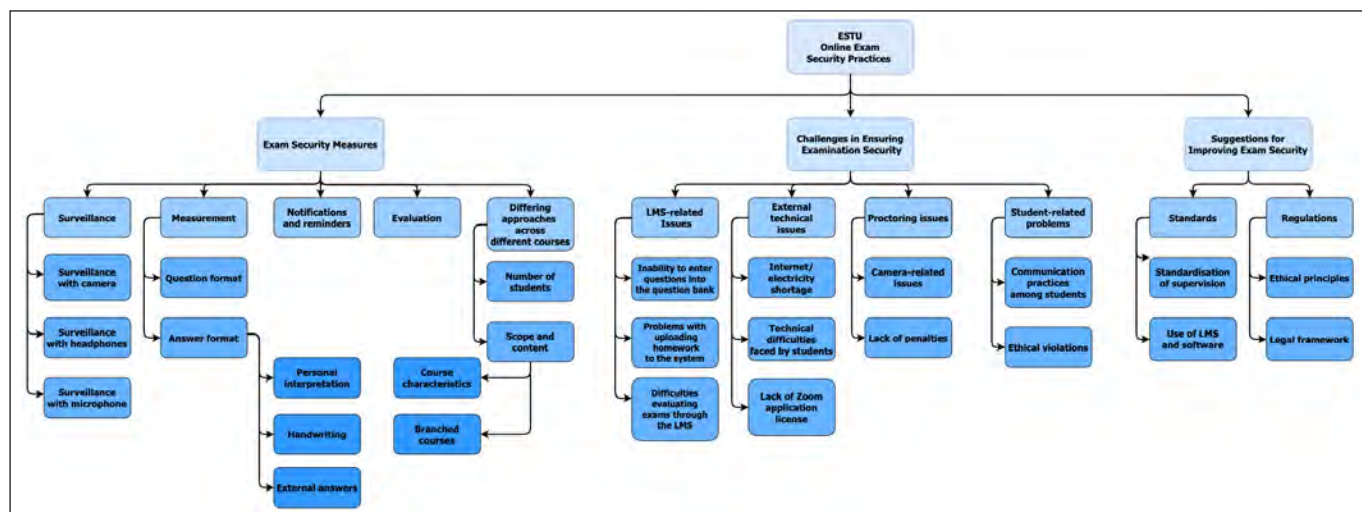 ESTU
Online Exam
Security Practices
Exam Security Measures
Challenges in Ensuring
Examination Security
Suggestions for
Improving Exam Security
Surveillance
Measurement
Notifications
and reminders
Evaluation
Differing
approaches
across
different courses
LMS-related
Issues
External
technical
issues
Proctoring issues
Student-related
problems
Standards
Regulations
Surveillance
with camera
Question format
Number of
students
Inability to enter
questions into
the question bank
Internet/
electricity
shortage
Camera-related
issues
Communication
practices
among students
Standardisation
of supervision
Ethical principles
Surveillance
with headphones
Answer format
Scope and
content
Problems with
uploading
homework
to the system
Technical
difficulties
faced by students
Lack of penalties
Ethical violations
Use of LMS
and software
Legal framework
Surveillance
with microphone
Personal
interpretation
Course
characteristics
Difficulties
evaluating
exams through
the LMS
Lack of Zoom
application
license
Handwriting
Branched
courses
External answers